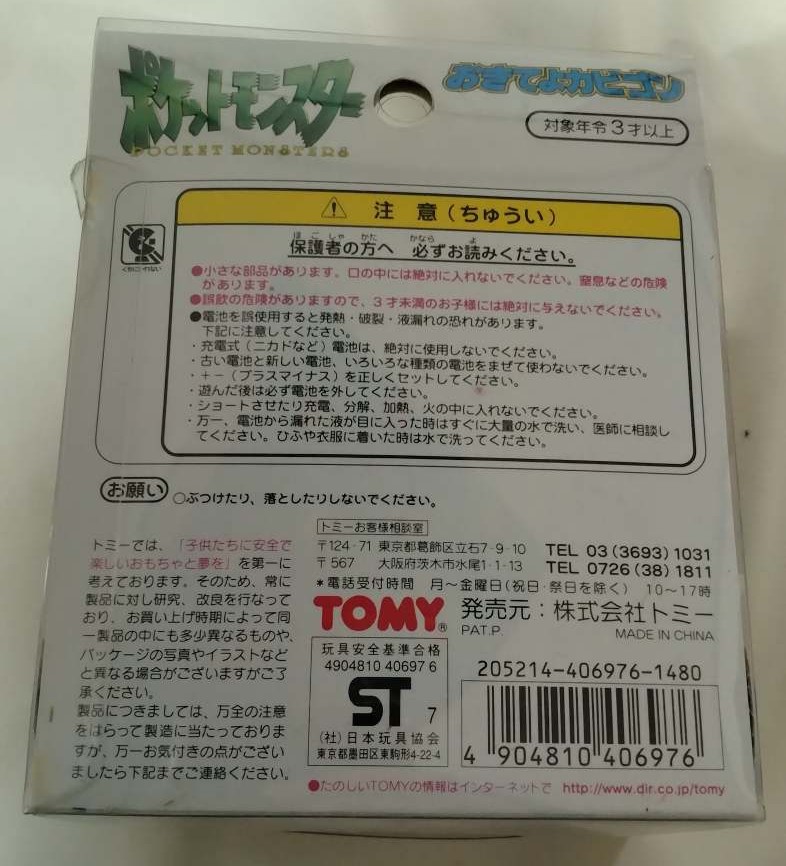 ポケットモンスター
POCKET MONSTERS
おきてよカビゴン
対象年令3才以上
注 意(ちゅうい)
保護者の方へ 必ずお読みください。
ほごしゃ かた かなら よ
くちにいれない
●小さな部品があります。口の中には絶対に入れないでください。窒息などの危険
があります。
●誤飲の危険がありますので、3才未満のお子様には絶対に与えないでください。
●電池を誤使用すると発熱・破裂・液漏れの恐れがあります。
下記に注意してください。
・充電式(ニカドなど)電池は、絶対に使用しないでください。
・古い電池と新しい電池、いろいろな種類の電池をまぜて使わないでください。
・+-(プラスマイナス)を正しくセットしてください。
・遊んだ後は必ず電池を外してください。
・ショートさせたり充電、分解、加熱、火の中に入れないでください。
・万一、電池から漏れた液が目に入った時はすぐに大量の水で洗い、医師に相談し
てください。ひふや衣服に着いた時は水で洗ってください。
お願い
○ぶつけたり、落としたりしないでください。
トミーでは、「子供たちに安全で
楽しいおもちゃと夢を」を第一に
考えております。そのため、常に
製品に対し研究、改良を行なって
おり、お買い上げ時期によって同
一製品の中にも多少異なるものや、
パッケージの写真やイラストなど
と異なる場合がございますがご了
承ください。
製品につきましては、万全の注意
をはらって製造に当たっておりま
すが、万一お気付きの点がござい
ましたら下記までご連絡ください。
トミーお客様相談室
〒124-71 東京都葛飾区立石7-9-10 TEL 03(3693)1031
〒567 大阪府茨木市水尾1-1-13 TEL 0726(38)1811
*電話受付時間 月~金曜日(祝日・祭日を除く) 10~17時
TOMY® 発売元:株式会社トミー
PAT.P. MADE IN CHINA
玩具安全基準合格
4904810 40697 6
ST 7
(社)日本玩具協会
東京都墨田区東駒形4-22-4
205214-406976-1480
4 904810 406976
●たのしいTOMYの情報はインターネットで http://www.dir.co.jp/tomy